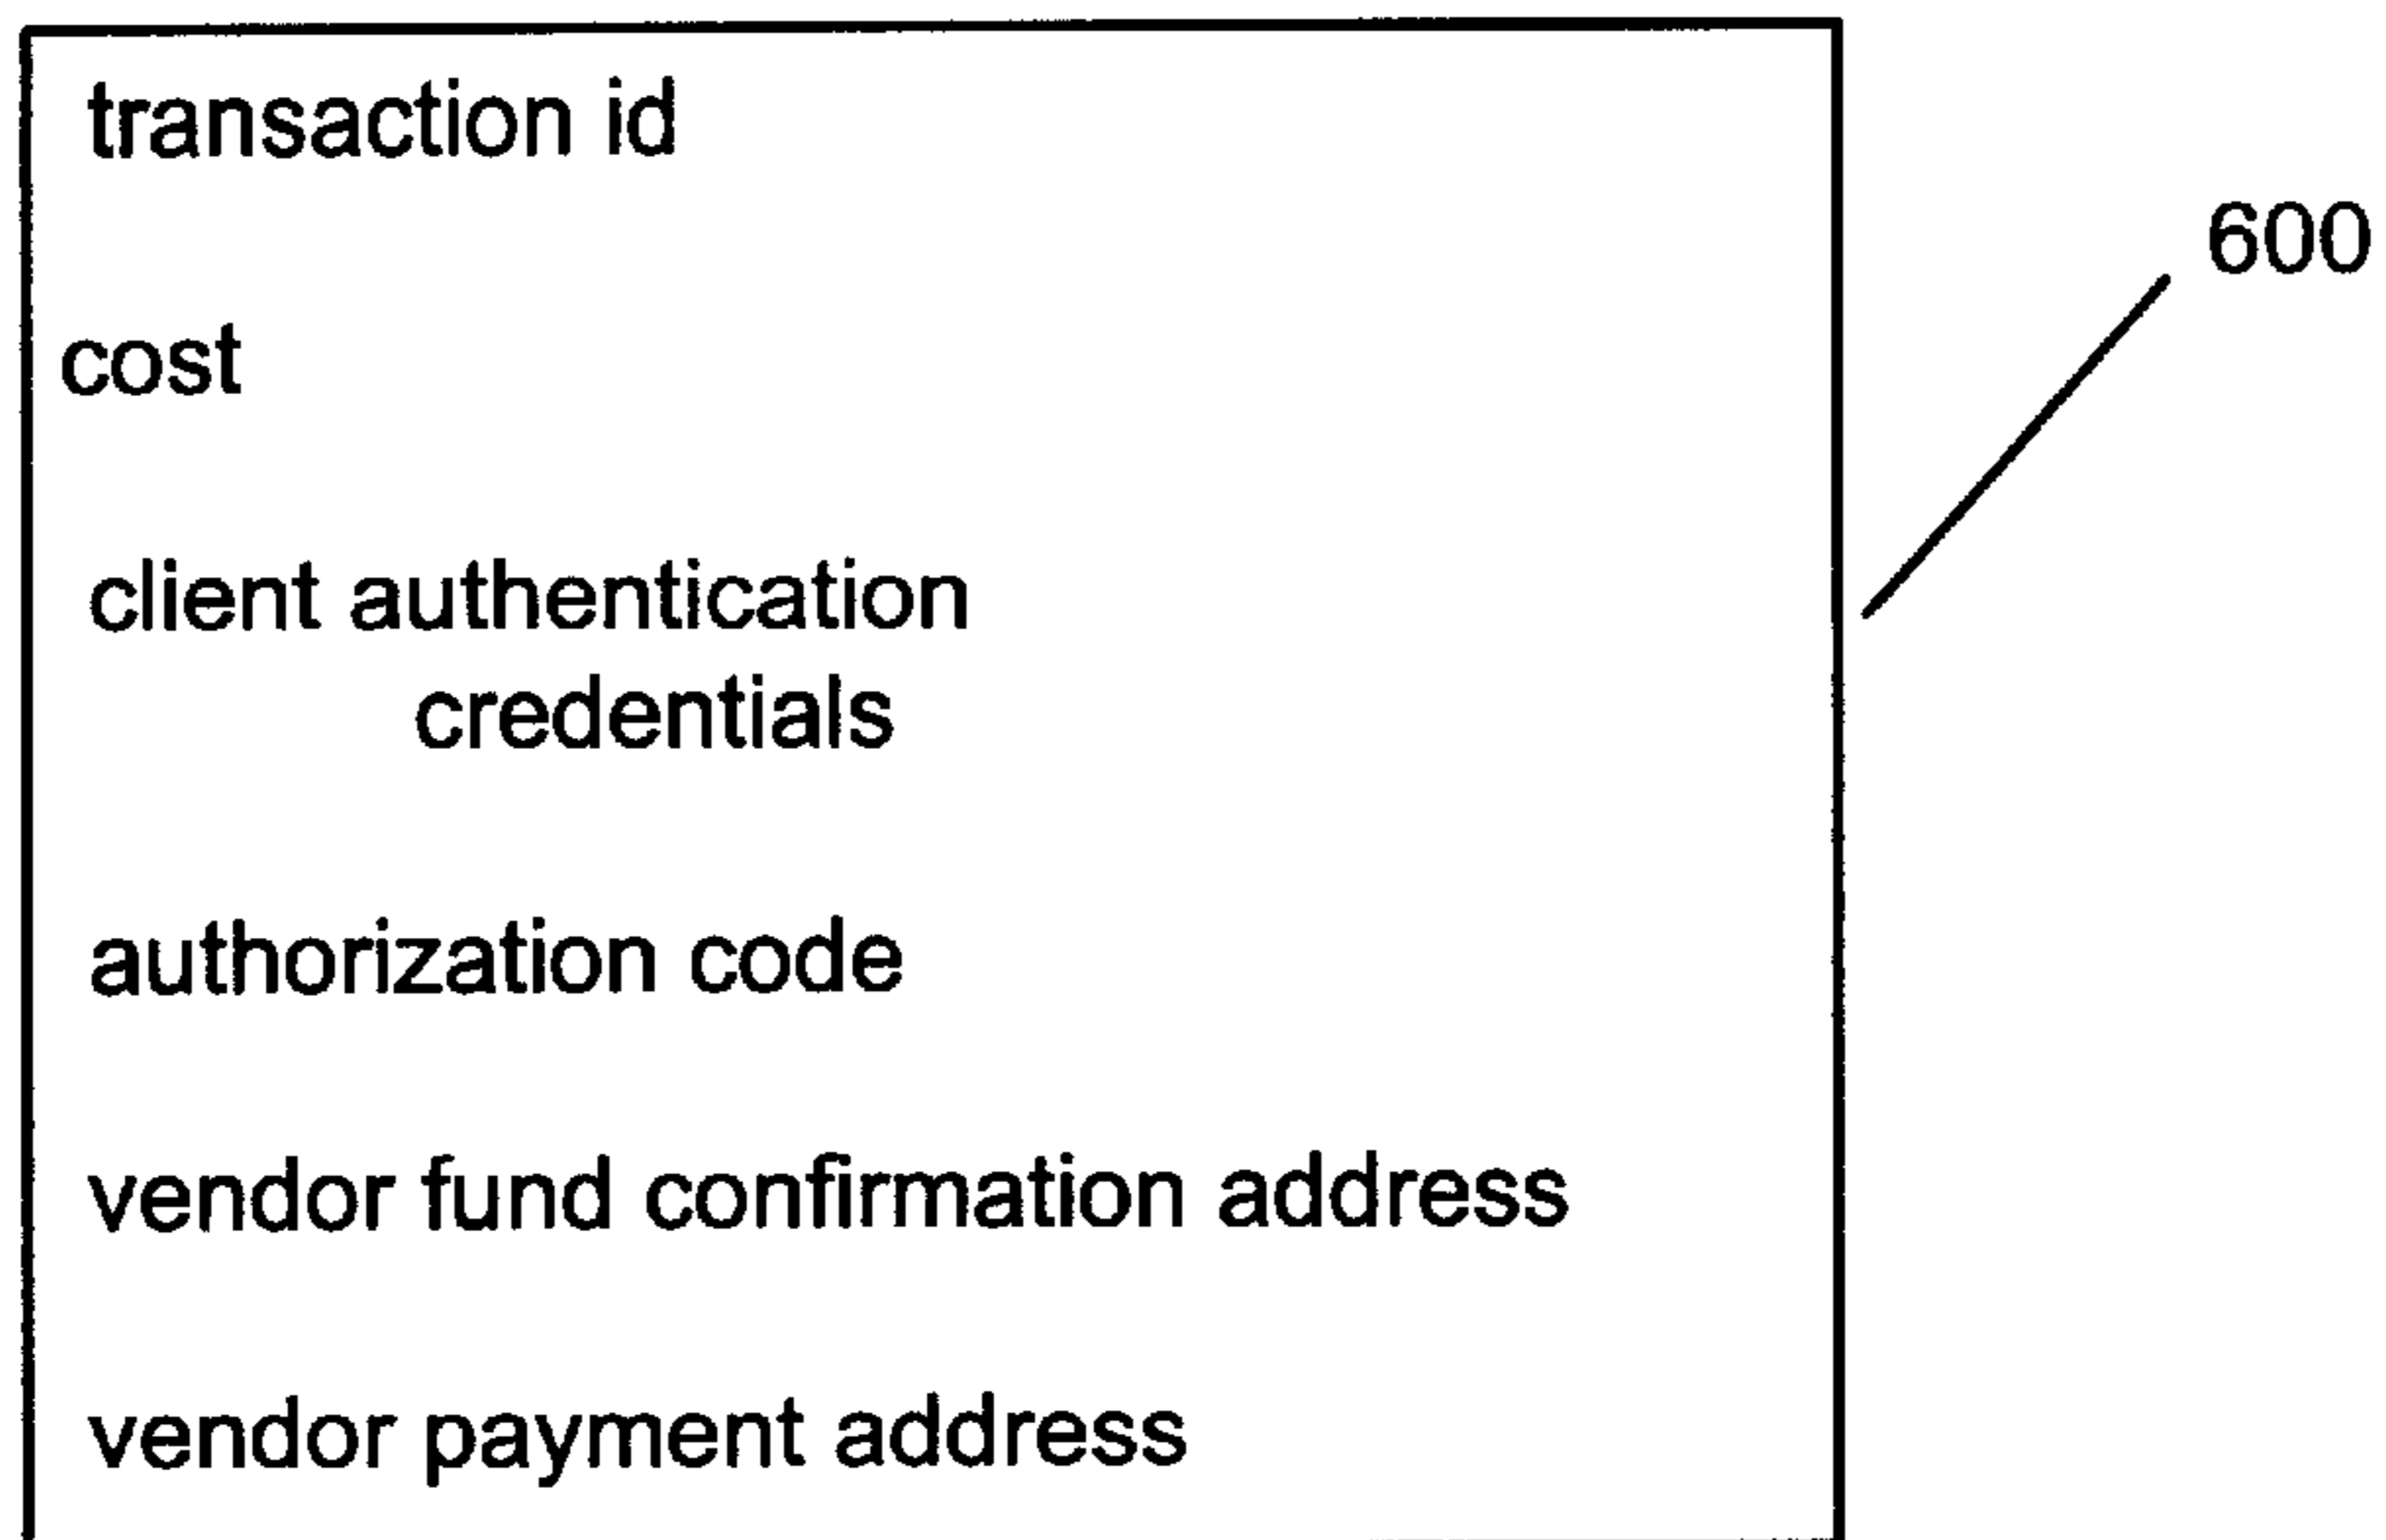 transaction id
600
cost
client authentication
credentials
authorization code
vendor fund confirmation address
vendor payment address